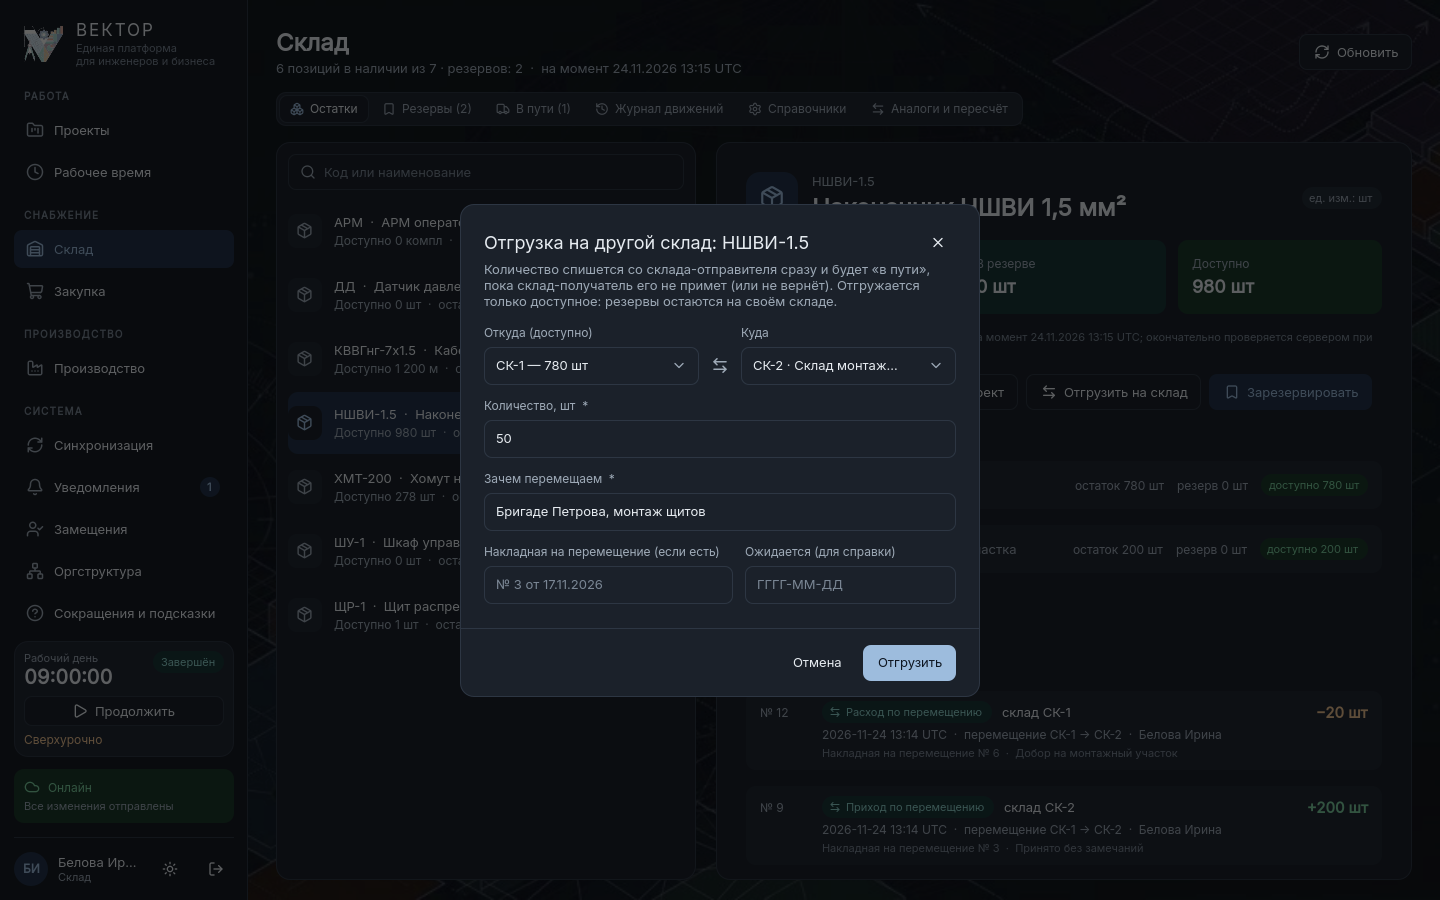 ВЕКТОР
Единая платформа
для инженеров и бизнеса
РАБОТА
Проекты
Рабочее время
СНАБЖЕНИЕ
Склад
Закупка
ПРОИЗВОДСТВО
Производство
СИСТЕМА
Синхронизация
Уведомления 1
Замещения
Оргструктура
Сокращения и подсказки
Рабочий день
Завершён
09:00:00
Продолжить
Сверхурочно
Онлайн
Все изменения отправлены
БИ
Белова Ир...
Склад
Склад
6 позиций в наличии из 7 · резервов: 2 · на момент 24.11.2026 13:15 UTC
Обновить
Остатки
Резервы (2)
В пути (1)
Журнал движений
Справочники
Аналоги и пересчёт
Код или наименование
АРМ · АРМ операт
Доступно 0 компл ·
ДД · Датчик давле
Доступно 0 шт · ост
КВВГнг-7х1.5 · Каб
Доступно 1 200 м · о
НШВИ-1.5 · Наконе
Доступно 980 шт · о
ХМТ-200 · Хомут н
Доступно 278 шт · о
ШУ-1 · Шкаф управ
Доступно 0 шт · оста
ЩР-1 · Щит распре
Доступно 1 шт · оста
НШВИ-1.5
НШВИ 1,5 мм²
ед. изм.: шт
В резерве
0 шт
Доступно
980 шт
на момент 24.11.2026 13:15 UTC; окончательно проверяется сервером при
Отгрузить на склад
Зарезервировать
остаток 780 шт резерв 0 шт доступно 780 шт
остаток 200 шт резерв 0 шт доступно 200 шт
№ 12 Расход по перемещению склад СК-1 −20 шт
2026-11-24 13:14 UTC · перемещение СК-1 → СК-2 · Белова Ирина
Накладная на перемещение № 6 · Добор на монтажный участок
№ 9 Приход по перемещению склад СК-2 +200 шт
2026-11-24 13:14 UTC · перемещение СК-1 → СК-2 · Белова Ирина
Накладная на перемещение № 3 · Принято без замечаний
Отгрузка на другой склад: НШВИ-1.5
Количество спишется со склада-отправителя сразу и будет «в пути»,
пока склад-получатель его не примет (или не вернёт). Отгружается
только доступное: резервы остаются на своём складе.
Откуда (доступно)
Куда
СК-1 — 780 шт
СК-2 · Склад монтаж...
Количество, шт *
50
Зачем перемещаем *
Бригаде Петрова, монтаж щитов
Накладная на перемещение (если есть)
Ожидается (для справки)
№ 3 от 17.11.2026
ГГГГ-ММ-ДД
Отмена
Отгрузить